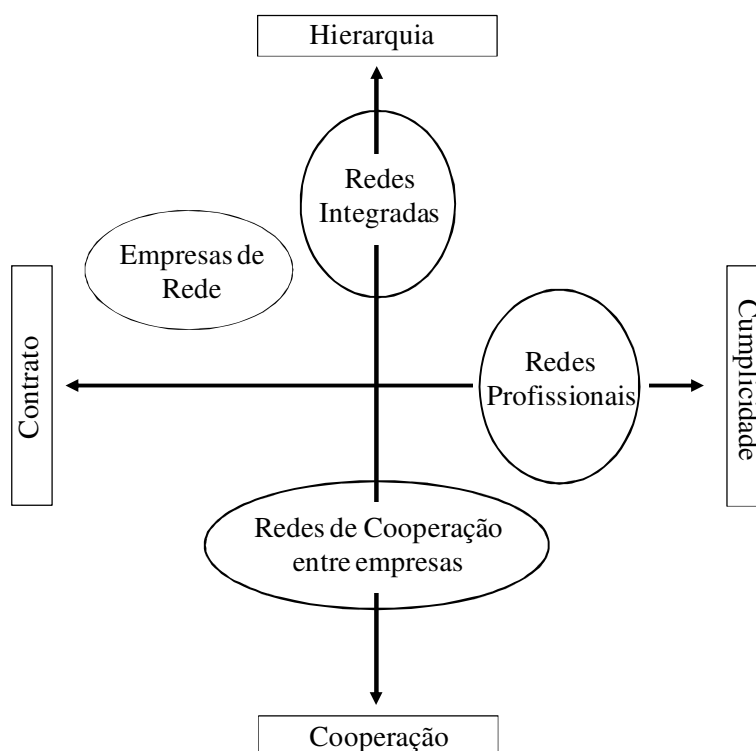 Hierarquia
Redes
Integradas
Empresas de
Rede
Contrato
Redes
Profissionais
Cumplicidade
Redes de Cooperação
entre empresas
Cooperação